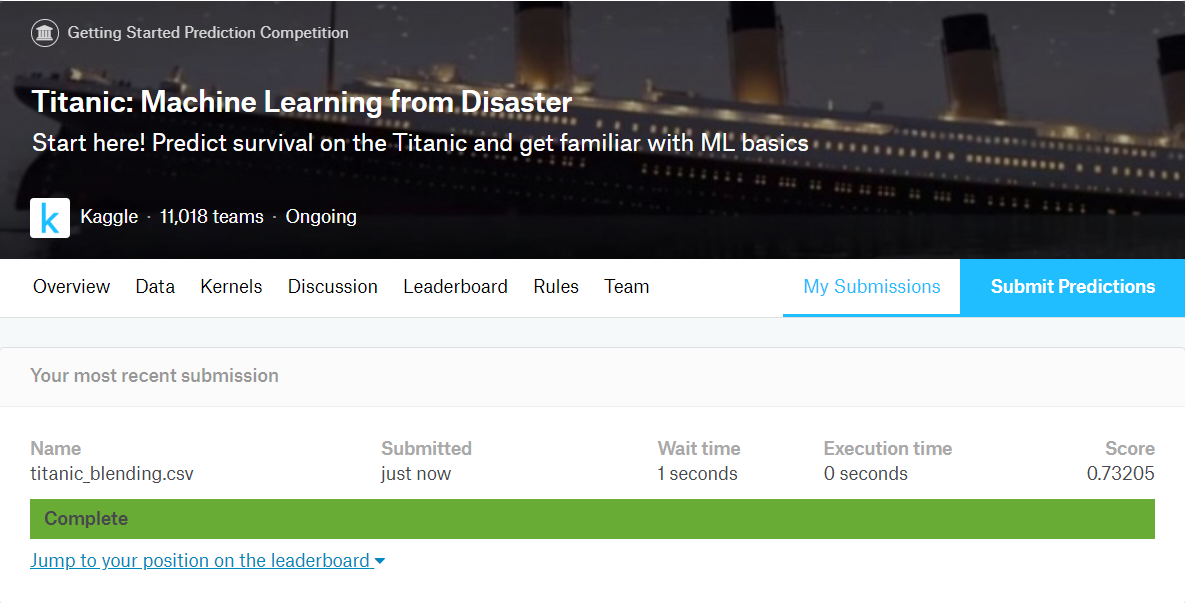 Getting Started Prediction Competition
Titanic: Machine Learning from Disaster
Start here! Predict survival on the Titanic and get familiar with ML basics
k Kaggle · 11,018 teams · Ongoing
Overview Data Kernels Discussion Leaderboard Rules Team My Submissions Submit Predictions
Your most recent submission
Name Submitted Wait time Execution time Score
titanic_blending.csv just now 1 seconds 0 seconds 0.73205
Complete
Jump to your position on the leaderboard